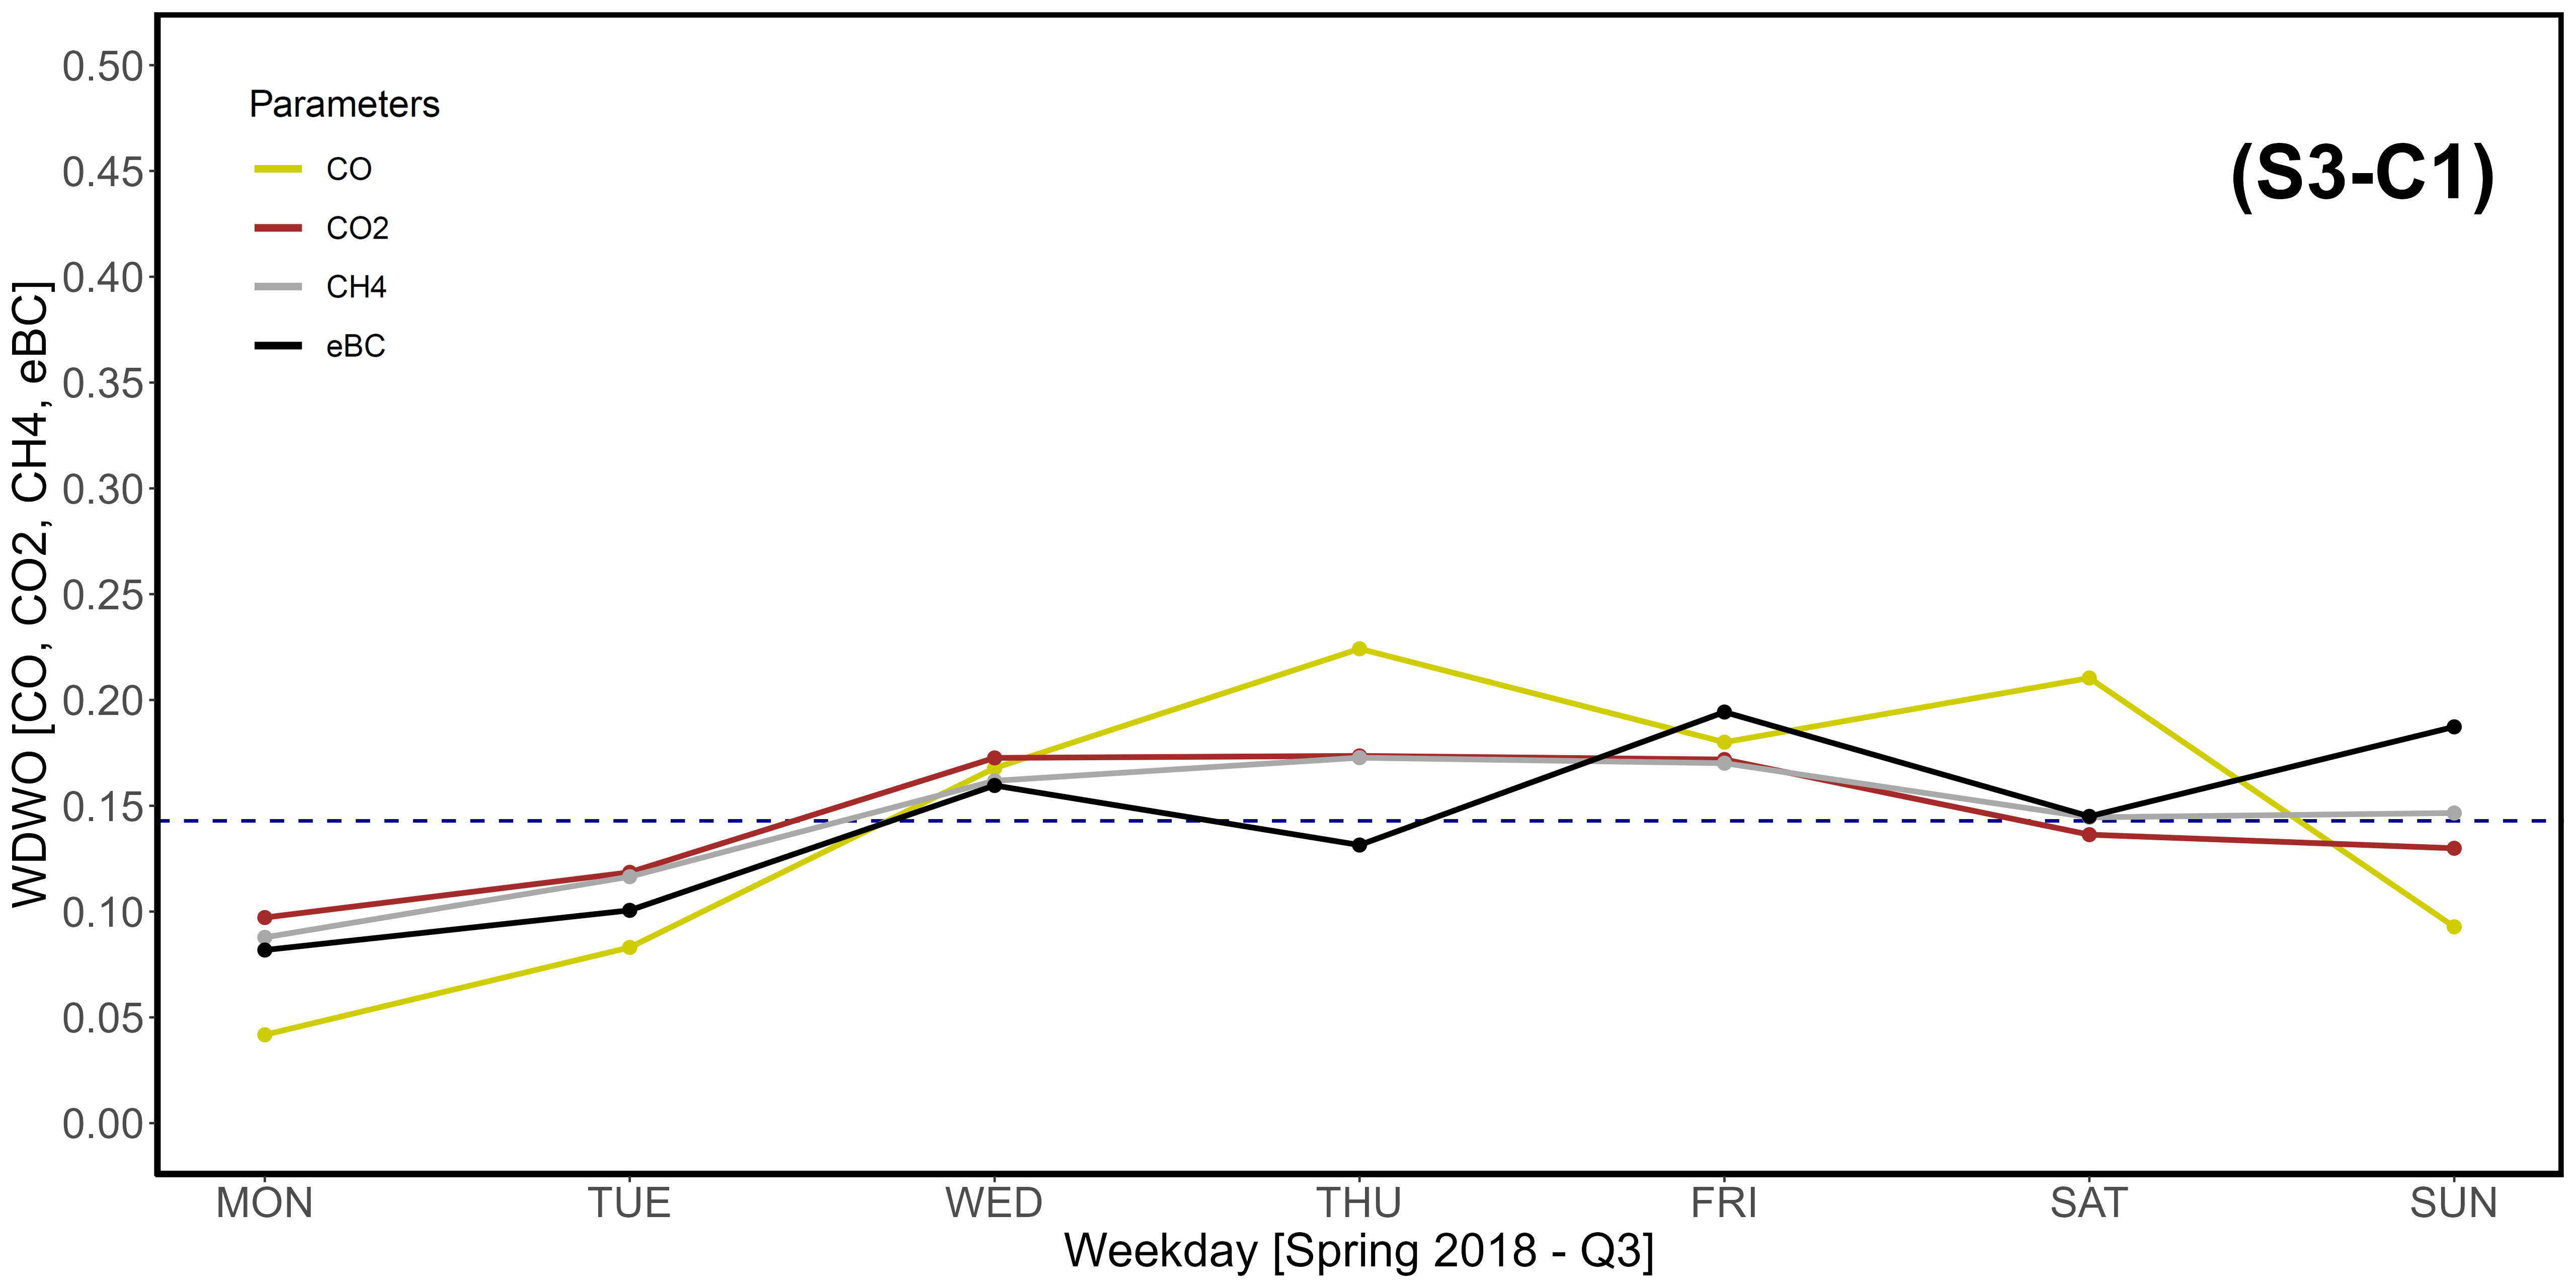 WDWO [CO, CO2, CH4, eBC]
0.50
0.45
0.40
0.35
0.30
0.25
0.20
0.15
0.10
0.05
0.00
Parameters
CO
CO2
CH4
eBC
(S3-C1)
MON TUE WED THU FRI SAT SUN
Weekday [Spring 2018 - Q3]